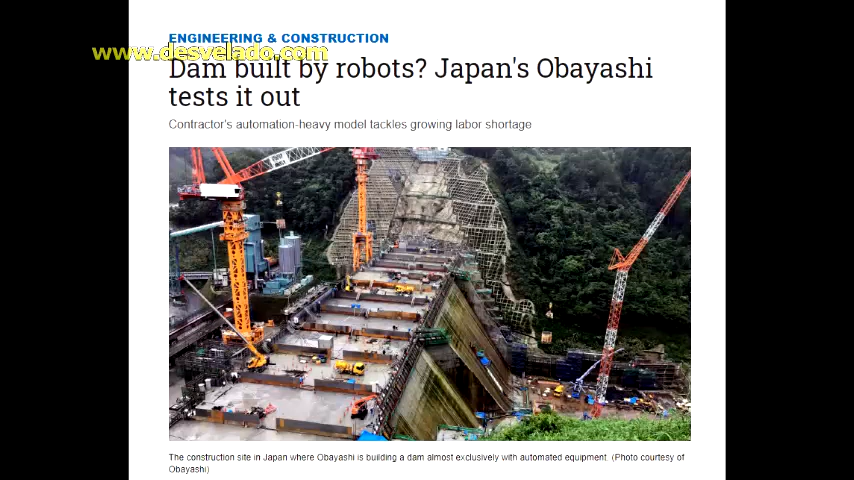 ENGINEERING & CONSTRUCTION
www.desvelado.com
Dam built by robots? Japan's Obayashi
tests it out
Contractor's automation-heavy model tackles growing labor shortage
The construction site in Japan where Obayashi is building a dam almost exclusively with automated equipment. (Photo courtesy of
Obayashi)